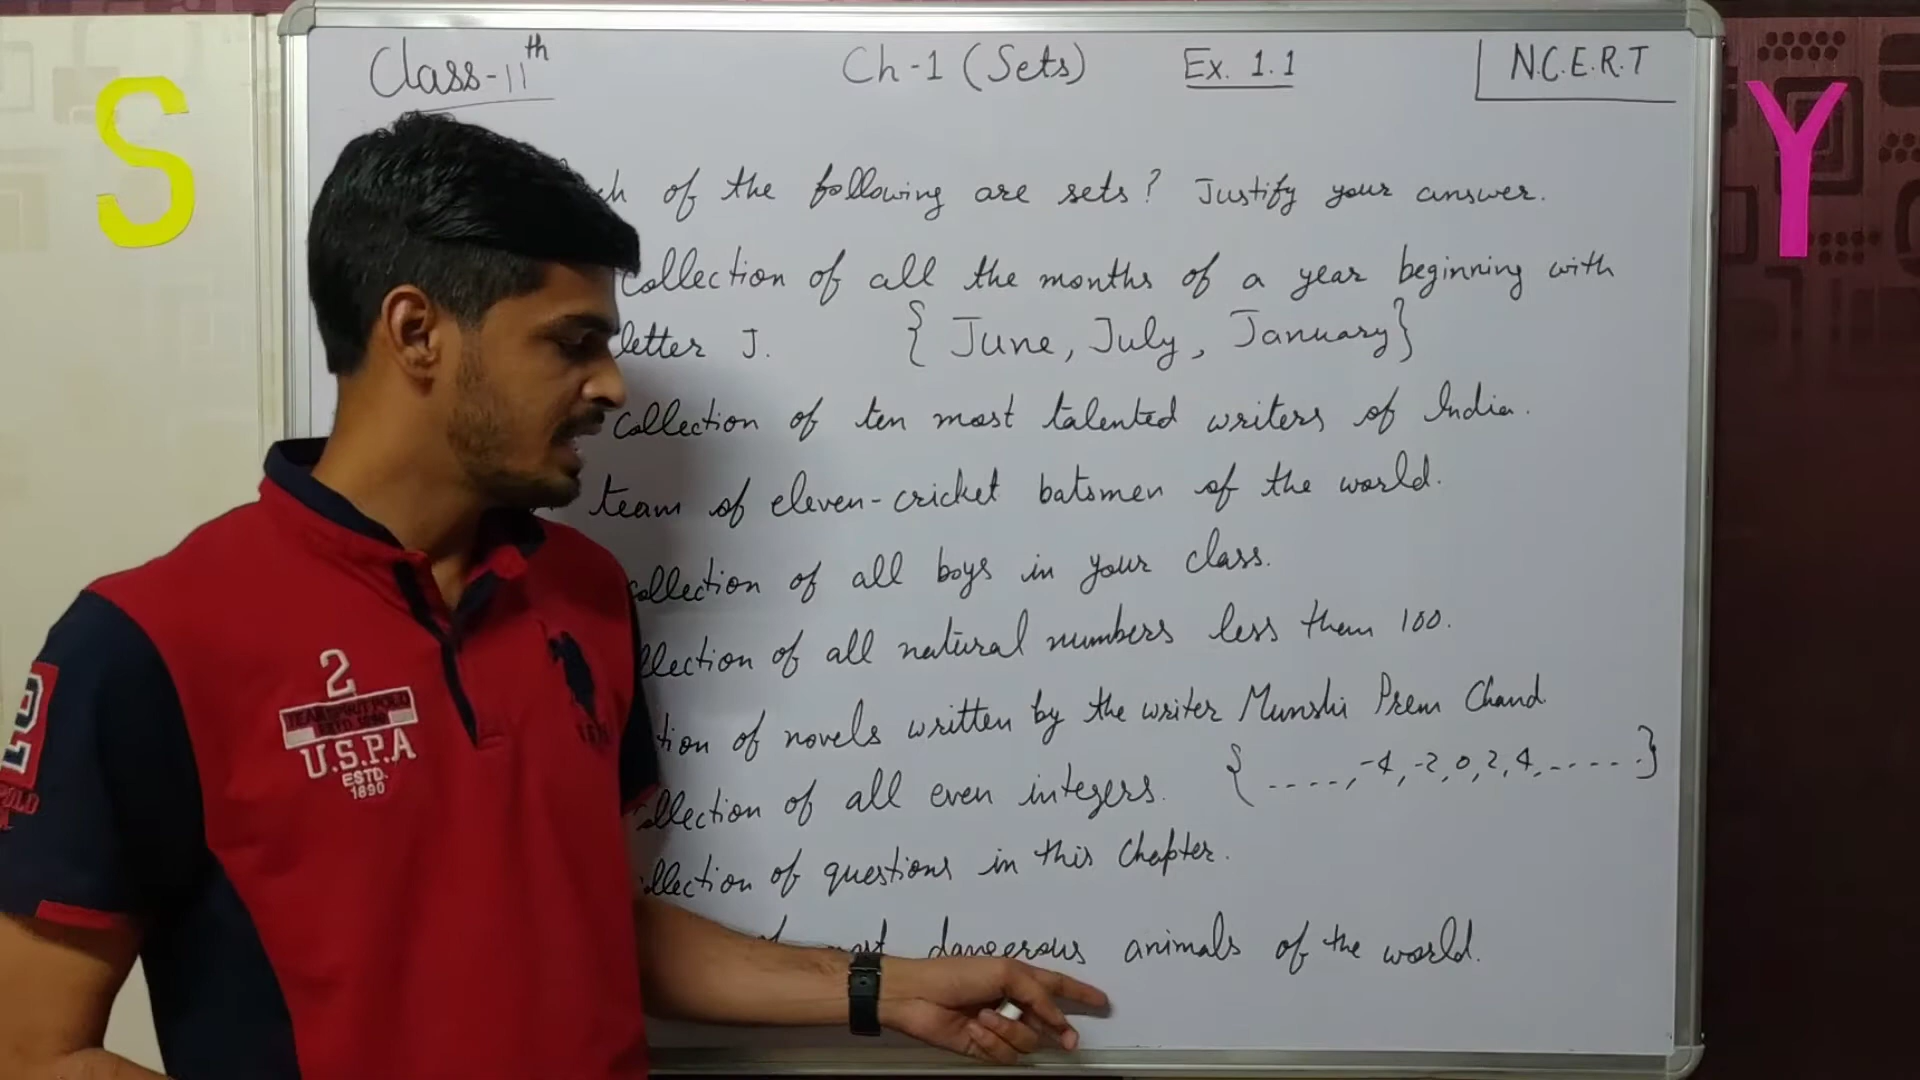 S
Y
Class-11th Ch-1 (Sets) Ex. 1.1 N.C.E.R.T
of the following are sets? Justify your answer.
collection of all the months of a year beginning with
letter J. { June, July, January}
collection of ten most talented writers of India.
team of eleven-cricket batsmen of the world.
collection of all boys in your class.
of all natural numbers less them 100.
of novels written by the writer Munshi Prem Chand
of all even integers. {----,-4,-2,0,2,4,-----}
of questions in this Chapter.
of most dangerous animals of the world.
2
U.S.P.A
ESTD.
1890
2